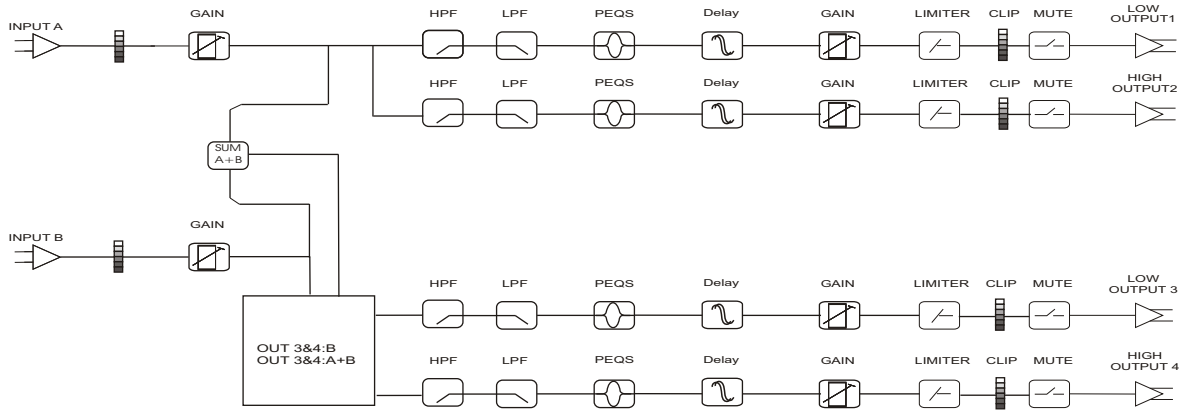 INPUT A
GAIN
HPF
LPF
PEQS
Delay
GAIN
LIMITER
CLIP
MUTE
LOW
OUTPUT1
HPF
LPF
PEQS
Delay
GAIN
LIMITER
CLIP
MUTE
HIGH
OUTPUT2
SUM
A+B
INPUT B
GAIN
OUT 3&4:B
OUT 3&4:A+B
HPF
LPF
PEQS
Delay
GAIN
LIMITER
CLIP
MUTE
LOW
OUTPUT 3
HPF
LPF
PEQS
Delay
GAIN
LIMITER
CLIP
MUTE
HIGH
OUTPUT 4